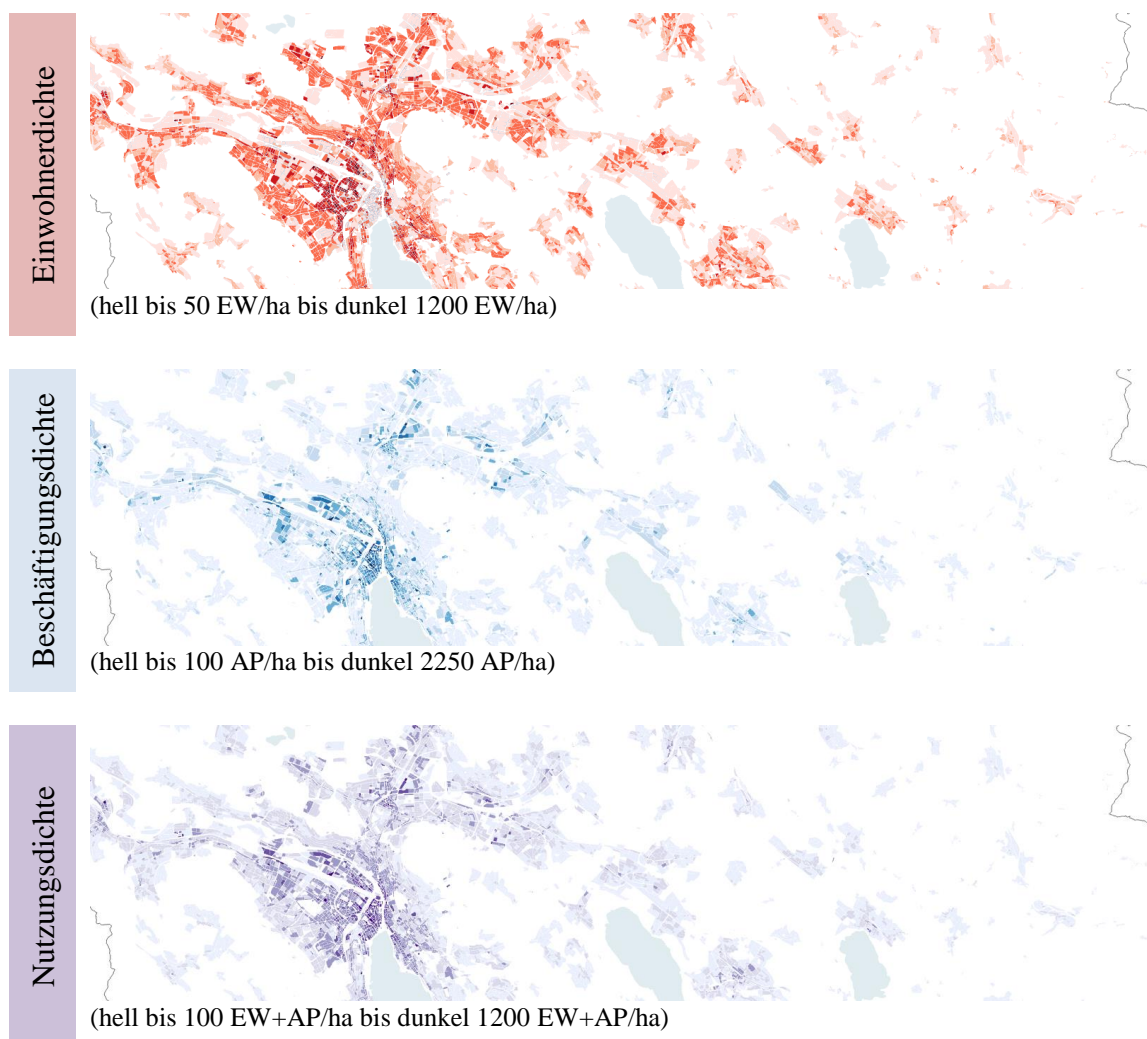 Einwohnerdichte
(hell bis 50 EW/ha bis dunkel 1200 EW/ha)
Beschäftigungsdichte
(hell bis 100 AP/ha bis dunkel 2250 AP/ha)
Nutzungsdichte
(hell bis 100 EW+AP/ha bis dunkel 1200 EW+AP/ha)